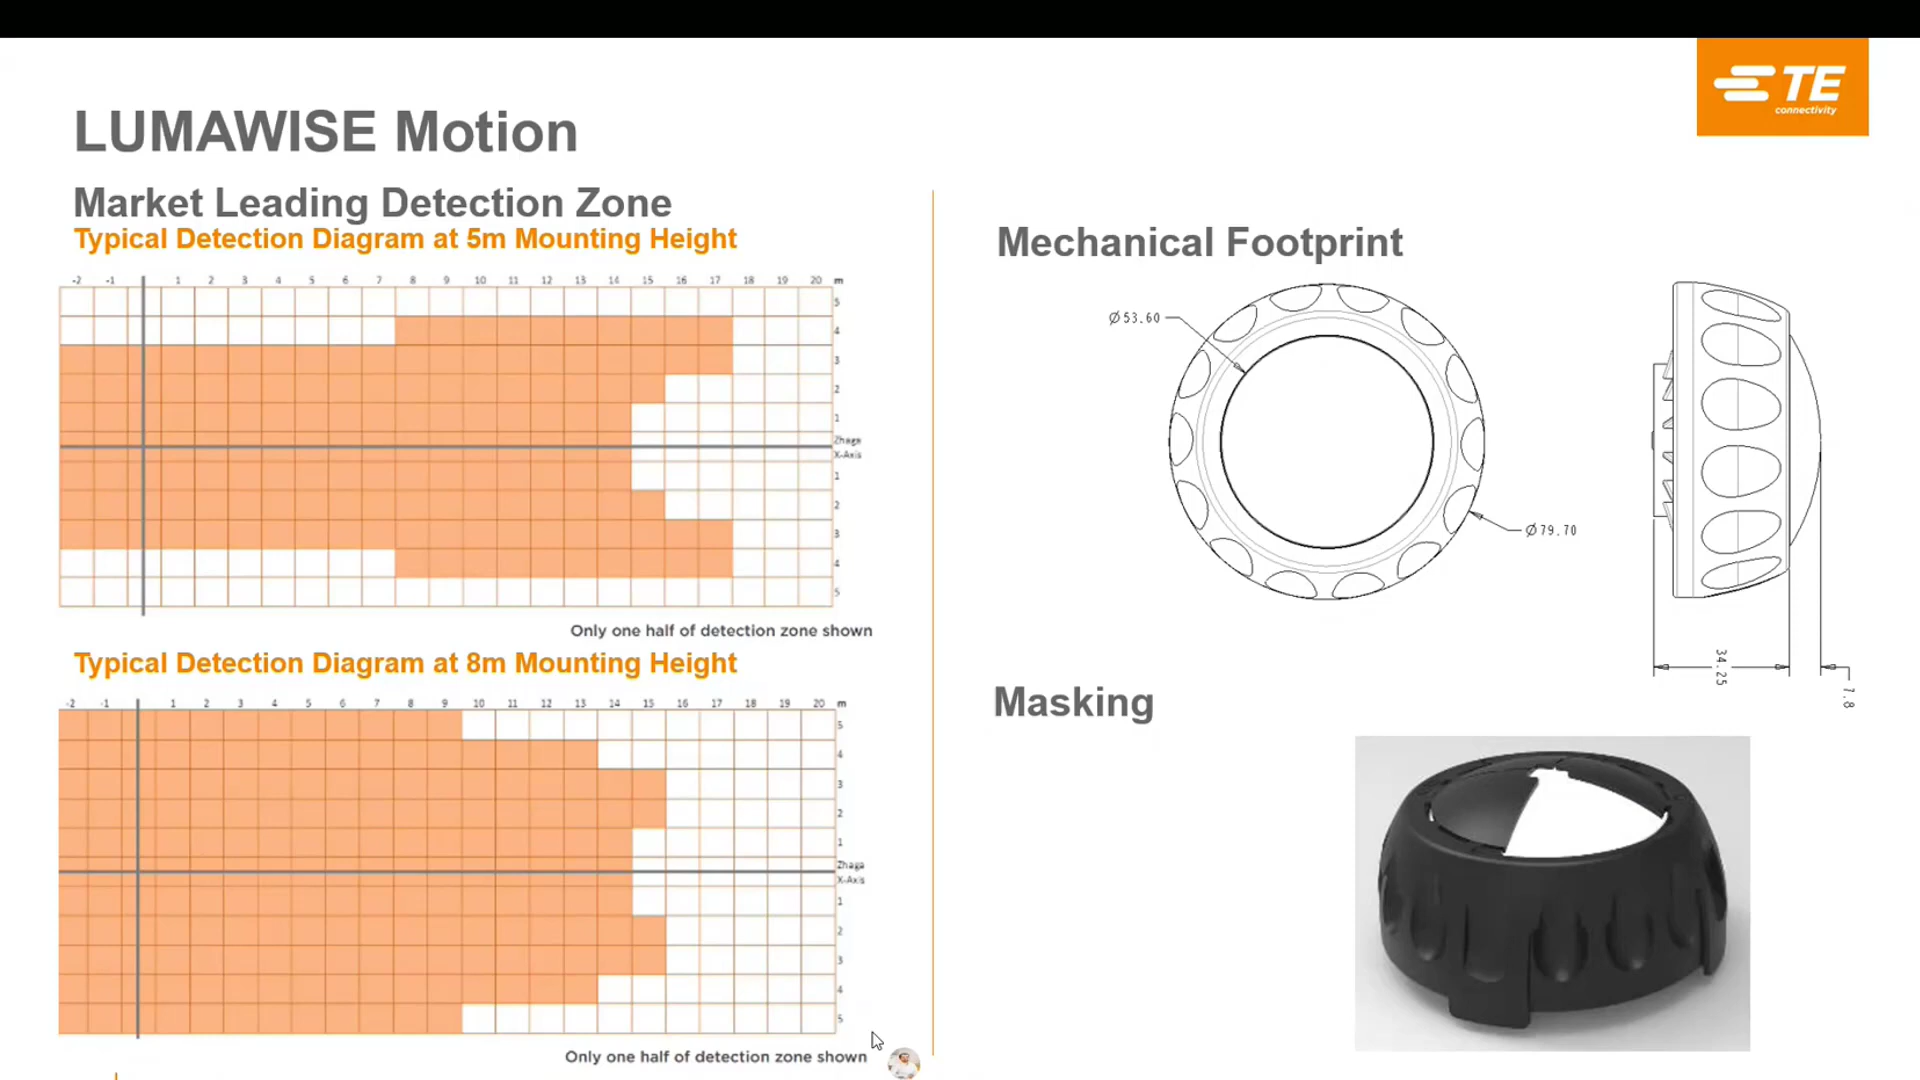 TE
connectivity
LUMAWISE Motion
Market Leading Detection Zone
Typical Detection Diagram at 5m Mounting Height
-2 -1 1 2 3 4 5 6 7 8 9 10 11 12 13 14 15 16 17 18 19 20 m
5
4
3
2
1
Zhaga
X-Axis
1
2
3
4
5
Only one half of detection zone shown
Typical Detection Diagram at 8m Mounting Height
-2 -1 1 2 3 4 5 6 7 8 9 10 11 12 13 14 15 16 17 18 19 20 m
5
4
3
2
1
Zhaga
X-Axis
1
2
3
4
5
Only one half of detection zone shown
Mechanical Footprint
Ø53.60
Ø79.70
34.25
7.8
Masking